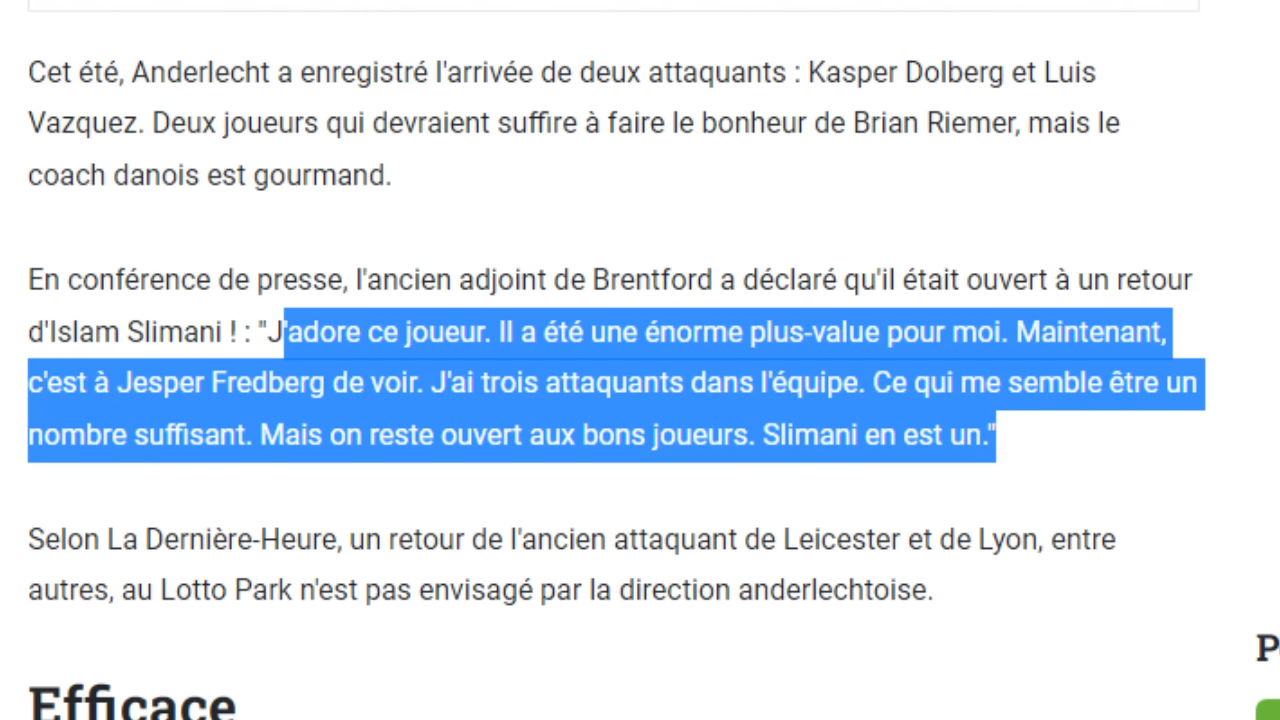 Cet été, Anderlecht a enregistré l'arrivée de deux attaquants : Kasper Dolberg et Luis
Vazquez. Deux joueurs qui devraient suffire à faire le bonheur de Brian Riemer, mais le
coach danois est gourmand.
En conférence de presse, l'ancien adjoint de Brentford a déclaré qu'il était ouvert à un retour
d'Islam Slimani ! : "J'adore ce joueur. Il a été une énorme plus-value pour moi. Maintenant,
c'est à Jesper Fredberg de voir. J'ai trois attaquants dans l'équipe. Ce qui me semble être un
nombre suffisant. Mais on reste ouvert aux bons joueurs. Slimani en est un."
Selon La Dernière-Heure, un retour de l'ancien attaquant de Leicester et de Lyon, entre
autres, au Lotto Park n'est pas envisagé par la direction anderlechtoise.
Efficace